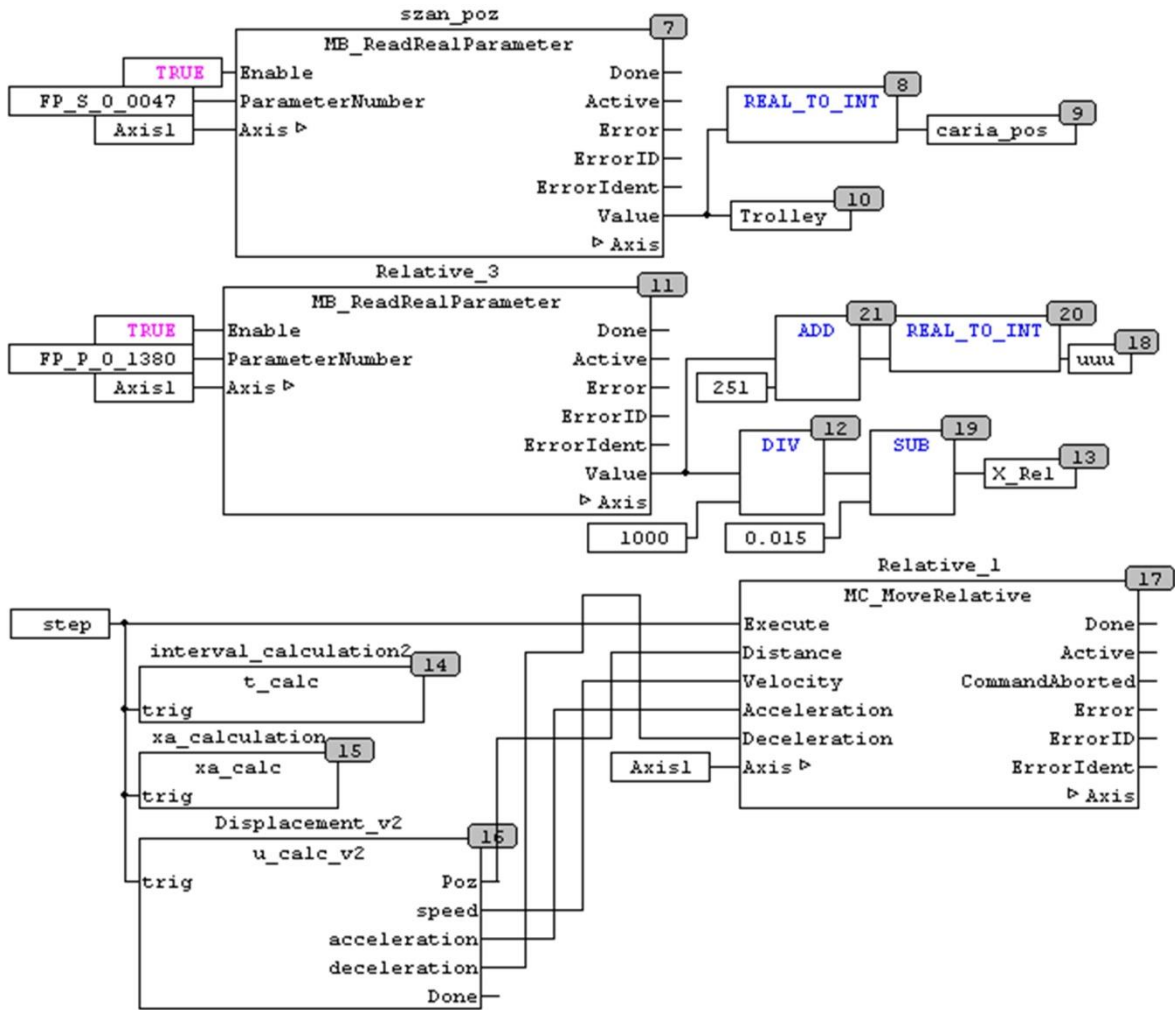 szan_poz
7
MB_ReadRealParameter
TRUE
Enable
Done
FP_S_0_0047
ParameterNumber
Active
REAL_TO_INT
8
Axis1
Axis
Error
caria_pos
9
ErrorID
ErrorIdent
Value
Trolley
10
Axis
Relative_3
11
MB_ReadRealParameter
TRUE
Enable
Done
ADD
21
REAL_TO_INT
20
FP_P_0_1380
ParameterNumber
Active
uuu
18
Axis1
Axis
Error
251
ErrorID
ErrorIdent
DIV
12
SUB
19
Value
X_Rel
13
Axis
1000
0.015
Relative_1
17
MC_MoveRelative
step
Execute
Done
interval_calculation2
14
Distance
Active
t_calc
Velocity
CommandAborted
trig
Acceleration
Error
xa_calculation
15
Deceleration
ErrorID
xa_calc
Axis1
Axis
ErrorIdent
trig
Axis
Displacement_v2
16
u_calc_v2
trig
Poz
speed
acceleration
deceleration
Done